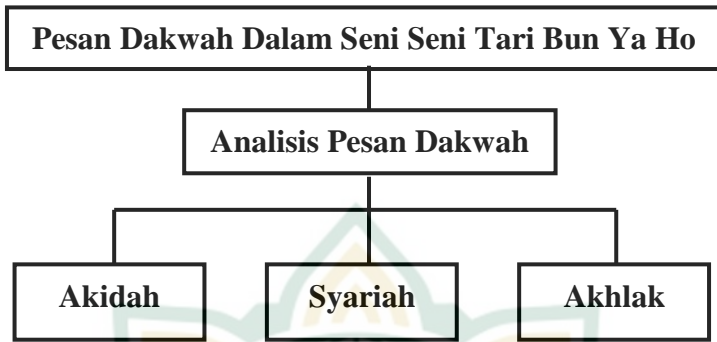 Pesan Dakwah Dalam Seni Seni Tari Bun Ya Ho
Analisis Pesan Dakwah
Akidah
Syariah
Akhlak